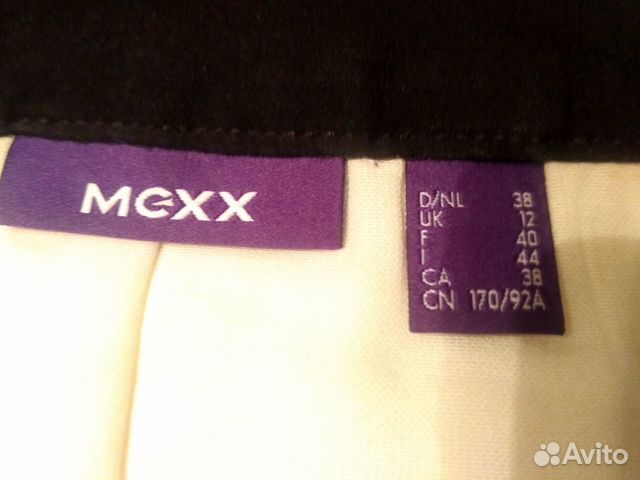 MEXX
D/NL 38
UK 12
F 40
I 44
CA 38
CN 170/92A
Avito